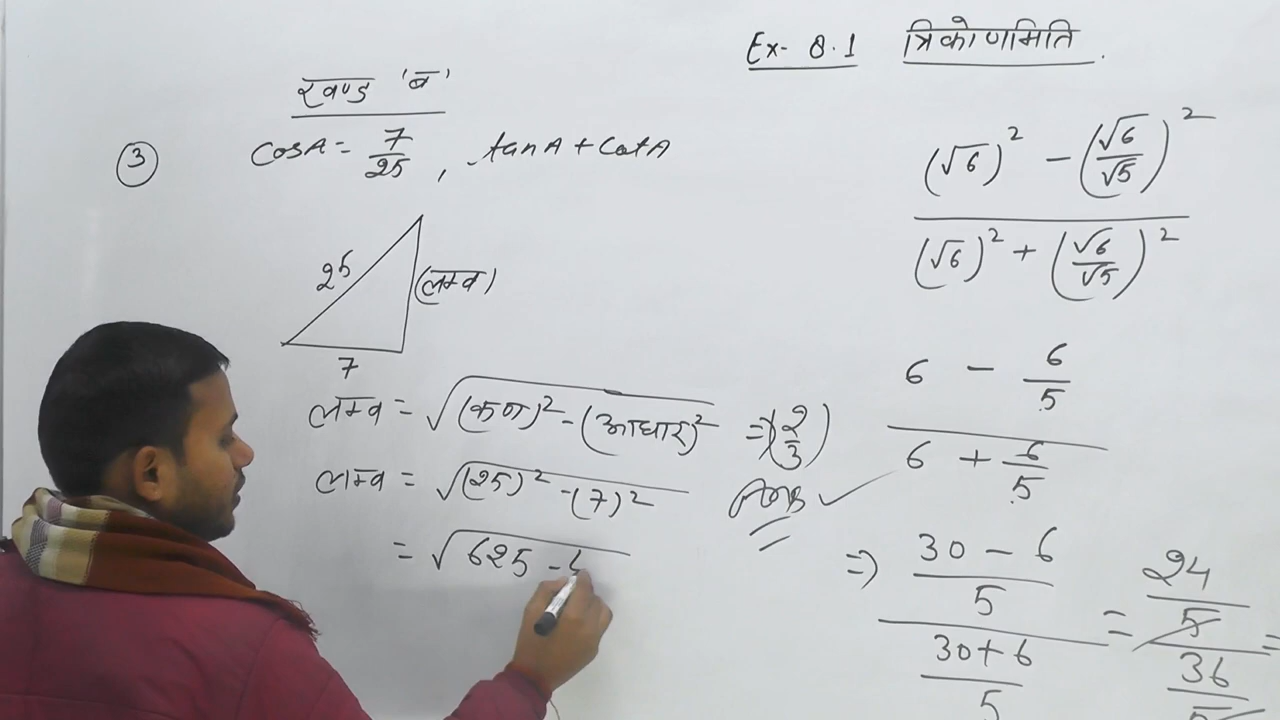 Ex- 8.1 त्रिकोणमिति.
खण्ड 'ब'
③ cosA = 7/25 , tanA + cotA
25
(लम्ब)
7
लम्ब = √(कर्ण)² - (आधार)²
लम्ब = √(25)² - (7)²
= √625 - 4
(√6)² - (√6/√5)²
(√6)² + (√6/√5)²
6 - 6/5
6 + 6/5
=> 30 - 6
5
30 + 6
5
= 24
5
36
5
=
=> (2/3)
Ans ✓